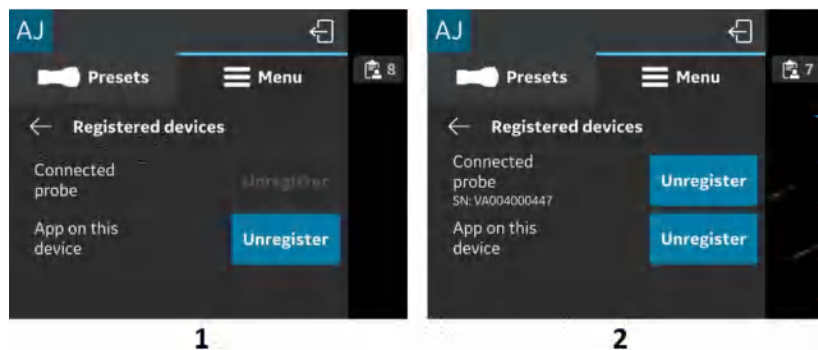 AJ
Presets
Menu
8
Registered devices
Connected
probe
Unregister
App on this
device
Unregister
1
AJ
Presets
Menu
7
Registered devices
Connected
probe
SN: VA004000447
Unregister
App on this
device
Unregister
2